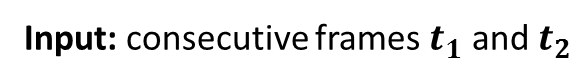 Input: consecutive frames t₁ and t₂